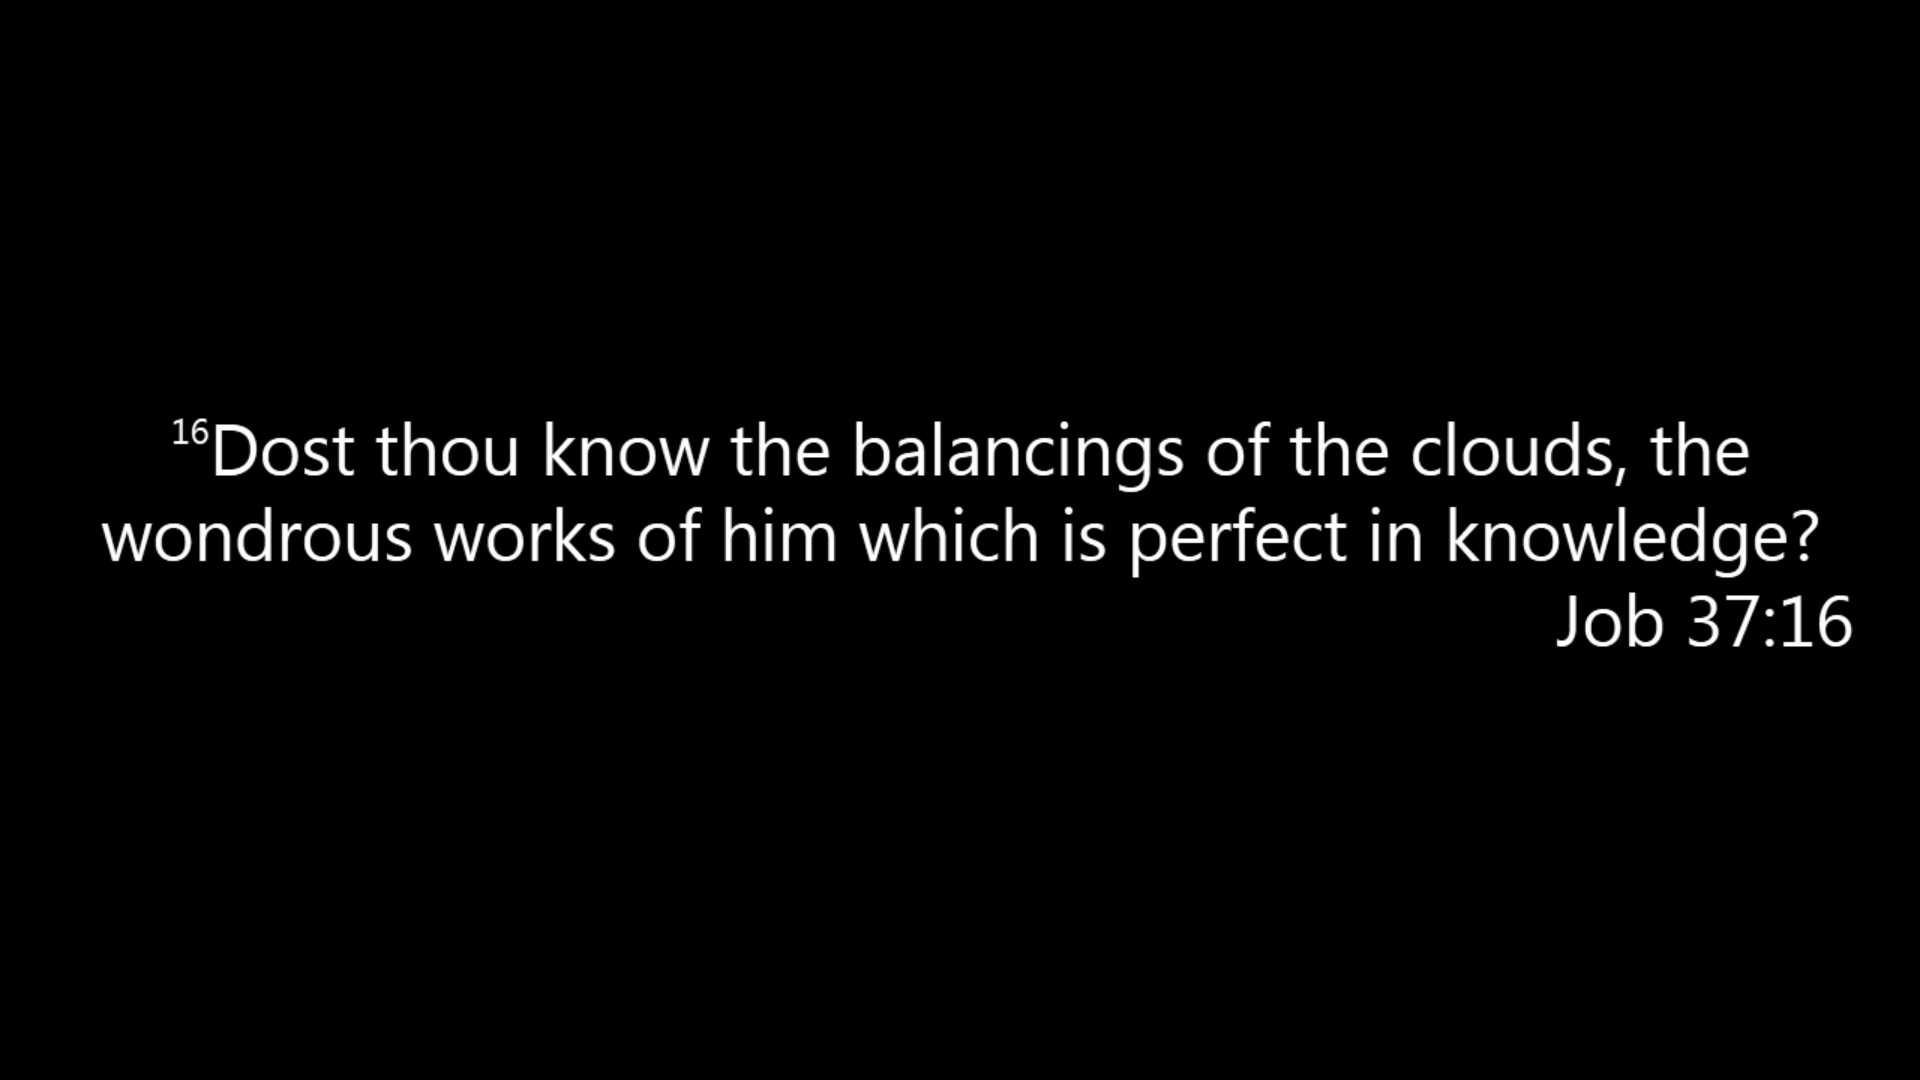 16Dost thou know the balancings of the clouds, the
wondrous works of him which is perfect in knowledge?
Job 37:16